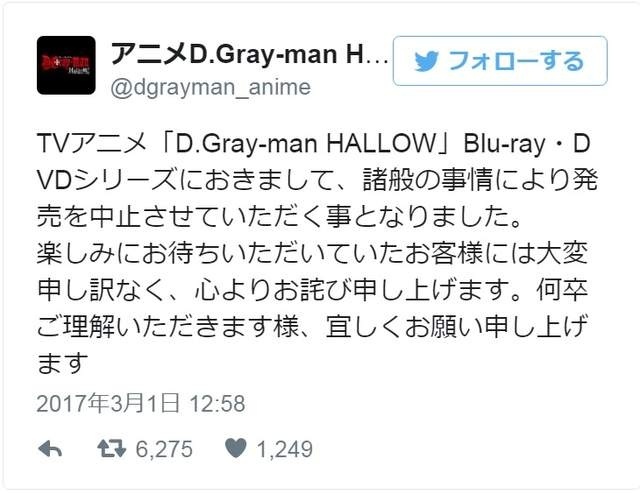 アニメD.Gray-man H...
フォローする
@dgrayman_anime
TVアニメ「D.Gray-man HALLOW」Blu-ray・D
VDシリーズにおきまして、諸般の事情により発
売を中止させていただく事となりました。
楽しみにお待ちいただいていたお客様には大変
申し訳なく、心よりお詫び申し上げます。何卒
ご理解いただきます様、宜しくお願い申し上げ
ます
2017年3月1日 12:58
6,275 1,249